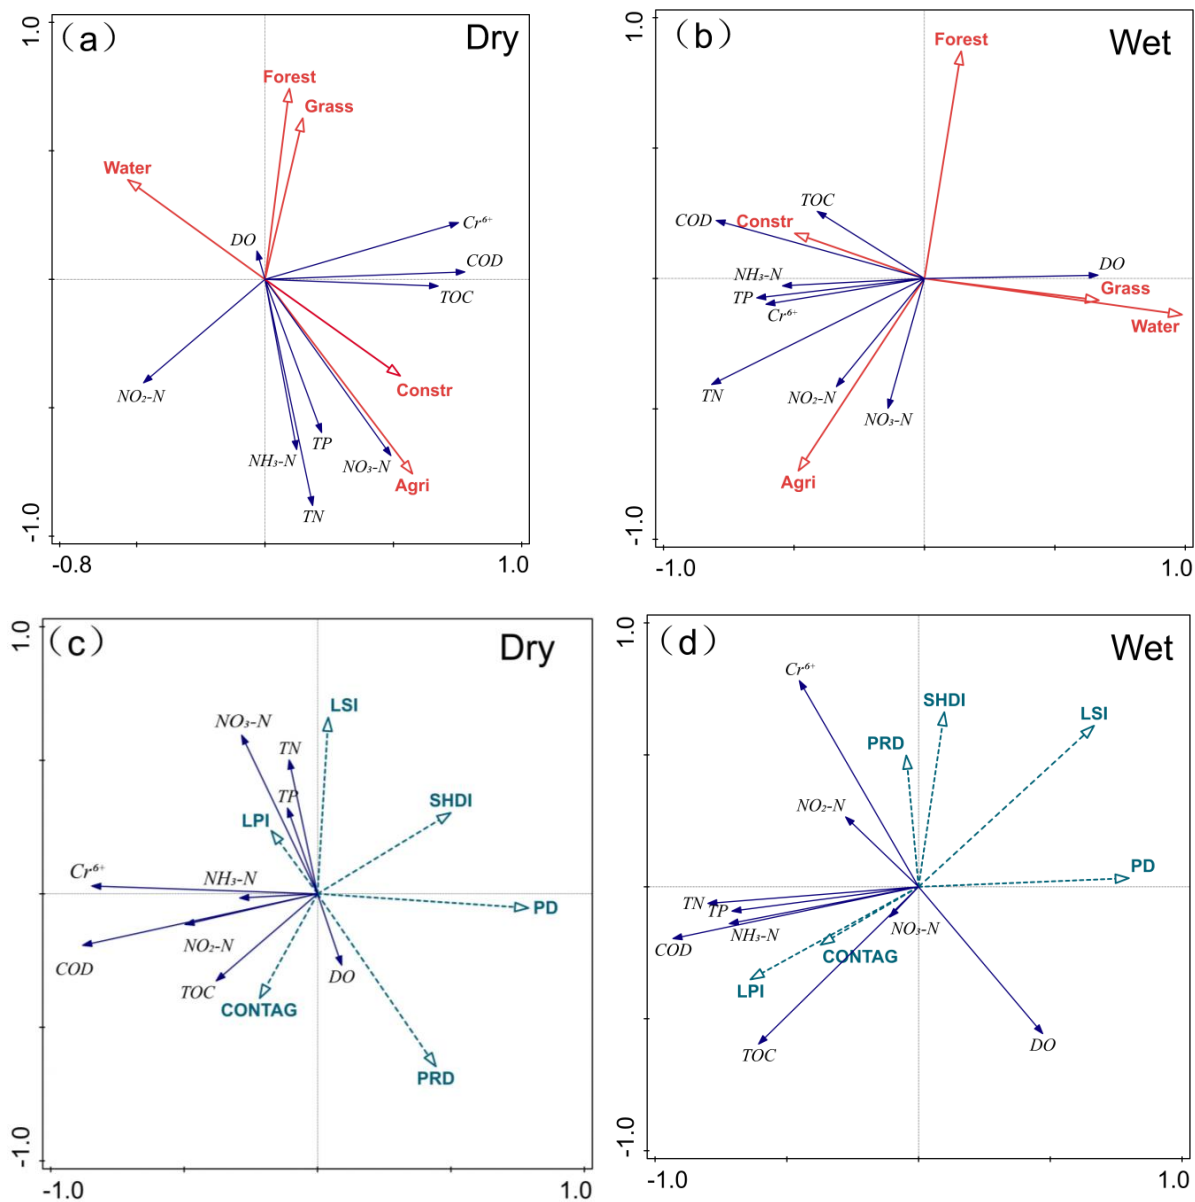 (a)
Dry
1.0
-1.0
-0.8
1.0
Forest
Grass
Water
DO
Cr⁶⁺
COD
TOC
NO₂-N
Constr
TP
NH₃-N
NO₃-N
Agri
TN
(b)
Wet
1.0
-1.0
-1.0
1.0
Forest
TOC
COD
Constr
DO
NH₃-N
TP
Cr⁶⁺
Grass
Water
TN
NO₂-N
NO₃-N
Agri
(c)
Dry
1.0
-1.0
-1.0
1.0
LSI
NO₃-N
TN
TP
SHDI
LPI
Cr⁶⁺
NH₃-N
PD
NO₂-N
COD
DO
TOC
CONTAG
PRD
(d)
Wet
1.0
-1.0
-1.0
1.0
Cr⁶⁺
SHDI
LSI
PRD
NO₂-N
PD
TN
TP
NO₃-N
NH₃-N
COD
CONTAG
LPI
TOC
DO